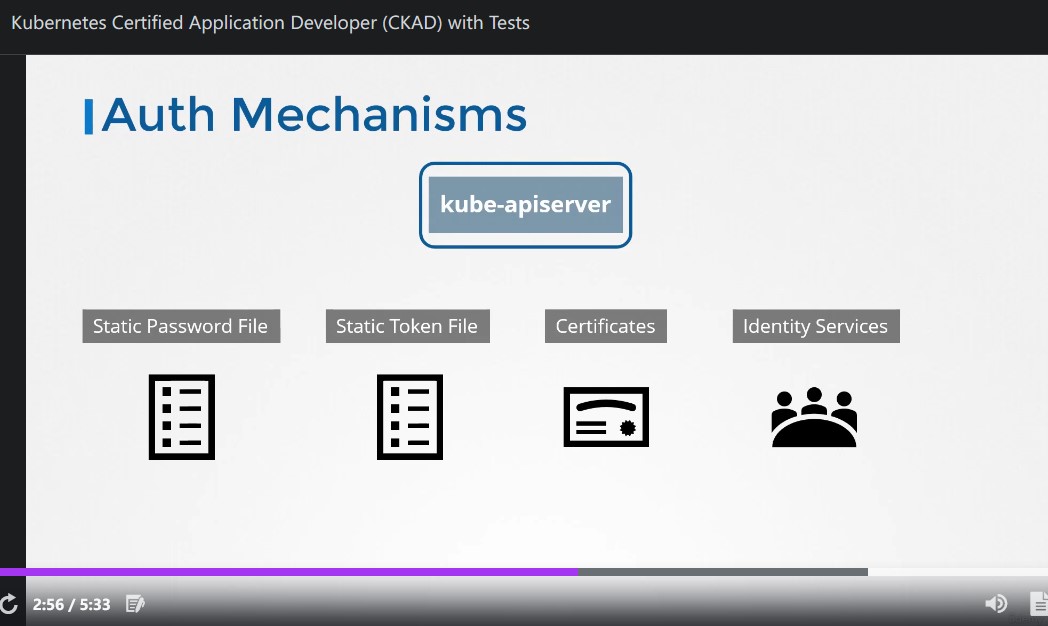 Kubernetes Certified Application Developer (CKAD) with Tests
Auth Mechanisms
kube-apiserver
Static Password File
Static Token File
Certificates
Identity Services
2:56 / 5:33